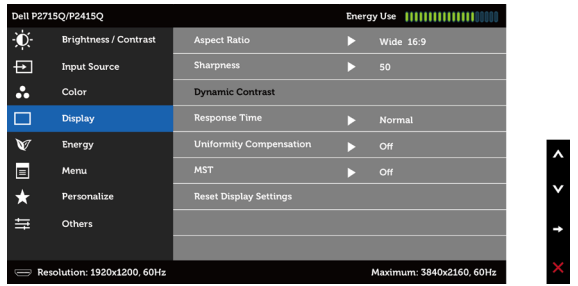 Dell P2715Q/P2415Q Energy Use
Brightness / Contrast Aspect Ratio Wide 16:9
Input Source Sharpness 50
Color Dynamic Contrast
Display Response Time Normal
Energy Uniformity Compensation Off
Menu MST Off
Personalize Reset Display Settings
Others
Resolution: 1920x1200, 60Hz Maximum: 3840x2160, 60Hz